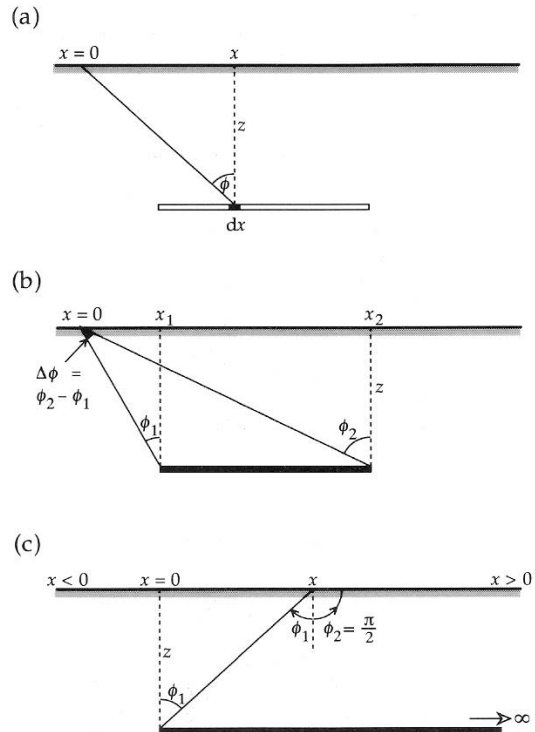 (a)
x = 0 x
z
ϕ
dx
(b)
x = 0 x₁ x₂
Δϕ =
ϕ₂ − ϕ₁
ϕ₁ ϕ₂ z
(c)
x < 0 x = 0 x x > 0
ϕ₁ ϕ₂ = π/2
z
ϕ₁
∞